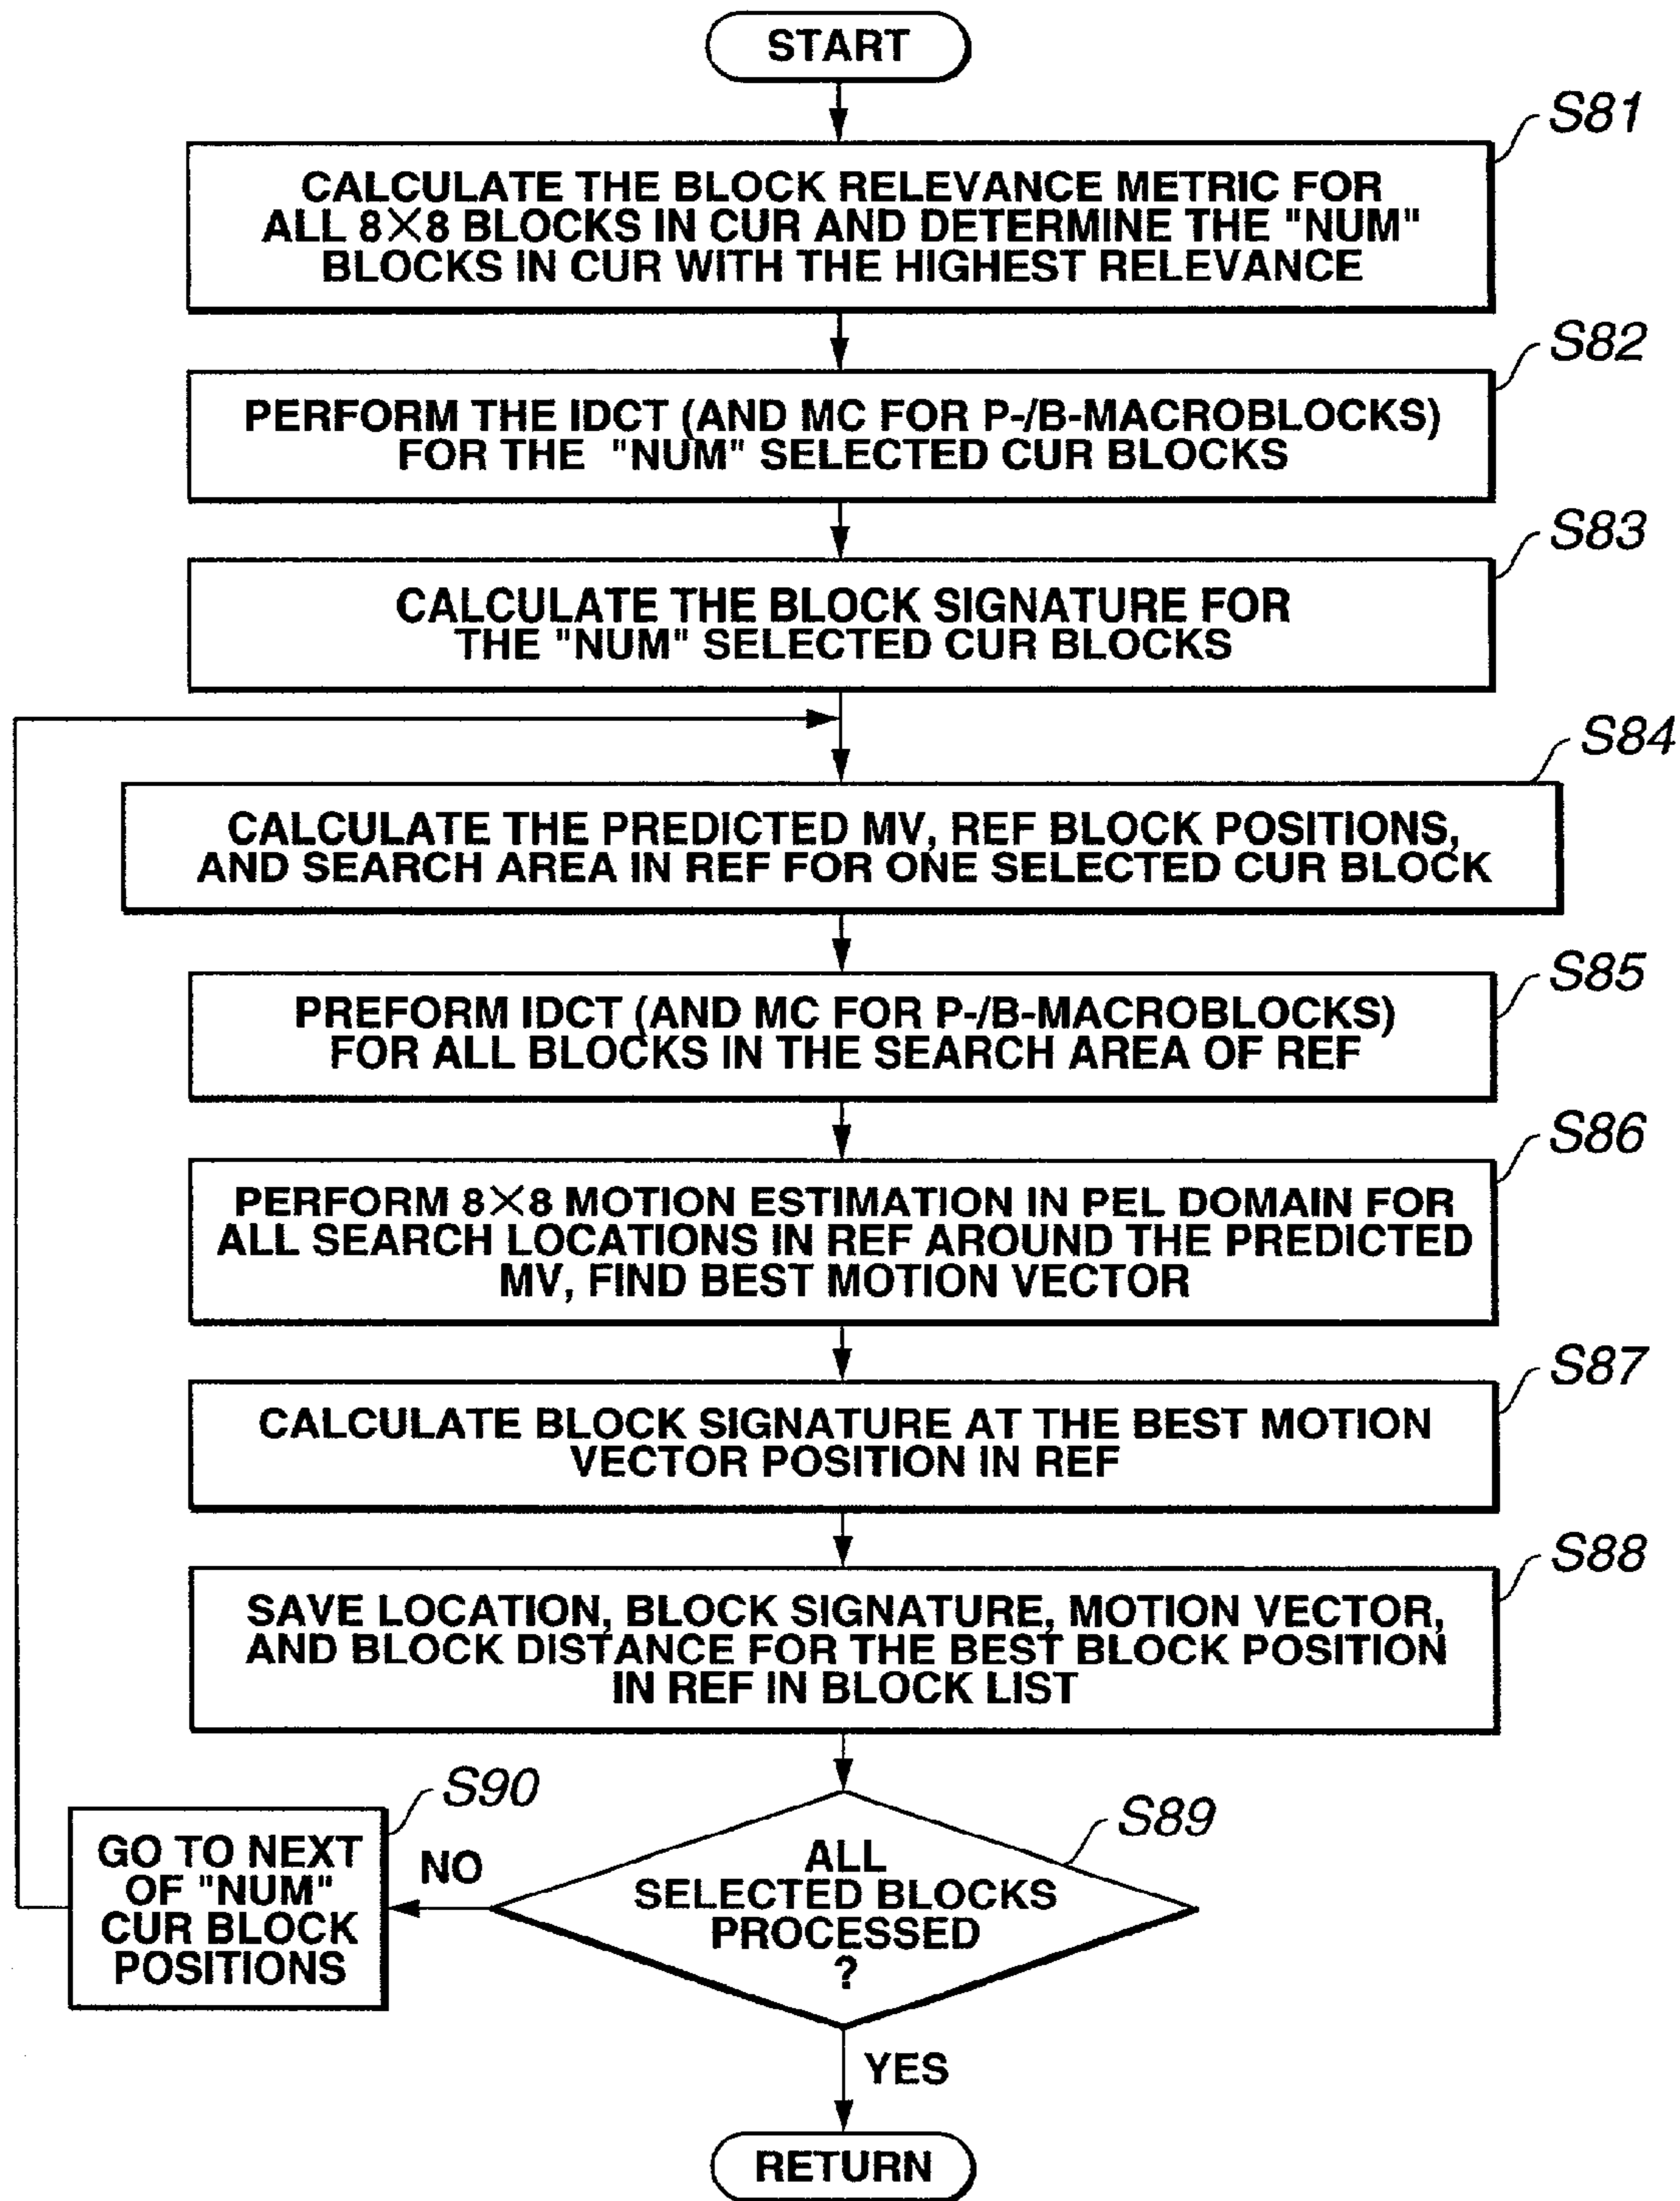 START
S81
CALCULATE THE BLOCK RELEVANCE METRIC FOR
ALL 8×8 BLOCKS IN CUR AND DETERMINE THE "NUM"
BLOCKS IN CUR WITH THE HIGHEST RELEVANCE
S82
PERFORM THE IDCT (AND MC FOR P-/B-MACROBLOCKS)
FOR THE "NUM" SELECTED CUR BLOCKS
S83
CALCULATE THE BLOCK SIGNATURE FOR
THE "NUM" SELECTED CUR BLOCKS
S84
CALCULATE THE PREDICTED MV, REF BLOCK POSITIONS,
AND SEARCH AREA IN REF FOR ONE SELECTED CUR BLOCK
S85
PREFORM IDCT (AND MC FOR P-/B-MACROBLOCKS)
FOR ALL BLOCKS IN THE SEARCH AREA OF REF
S86
PERFORM 8×8 MOTION ESTIMATION IN PEL DOMAIN FOR
ALL SEARCH LOCATIONS IN REF AROUND THE PREDICTED
MV, FIND BEST MOTION VECTOR
S87
CALCULATE BLOCK SIGNATURE AT THE BEST MOTION
VECTOR POSITION IN REF
S88
SAVE LOCATION, BLOCK SIGNATURE, MOTION VECTOR,
AND BLOCK DISTANCE FOR THE BEST BLOCK POSITION
IN REF IN BLOCK LIST
S89
ALL
SELECTED BLOCKS
PROCESSED
?
NO
S90
GO TO NEXT
OF "NUM"
CUR BLOCK
POSITIONS
YES
RETURN